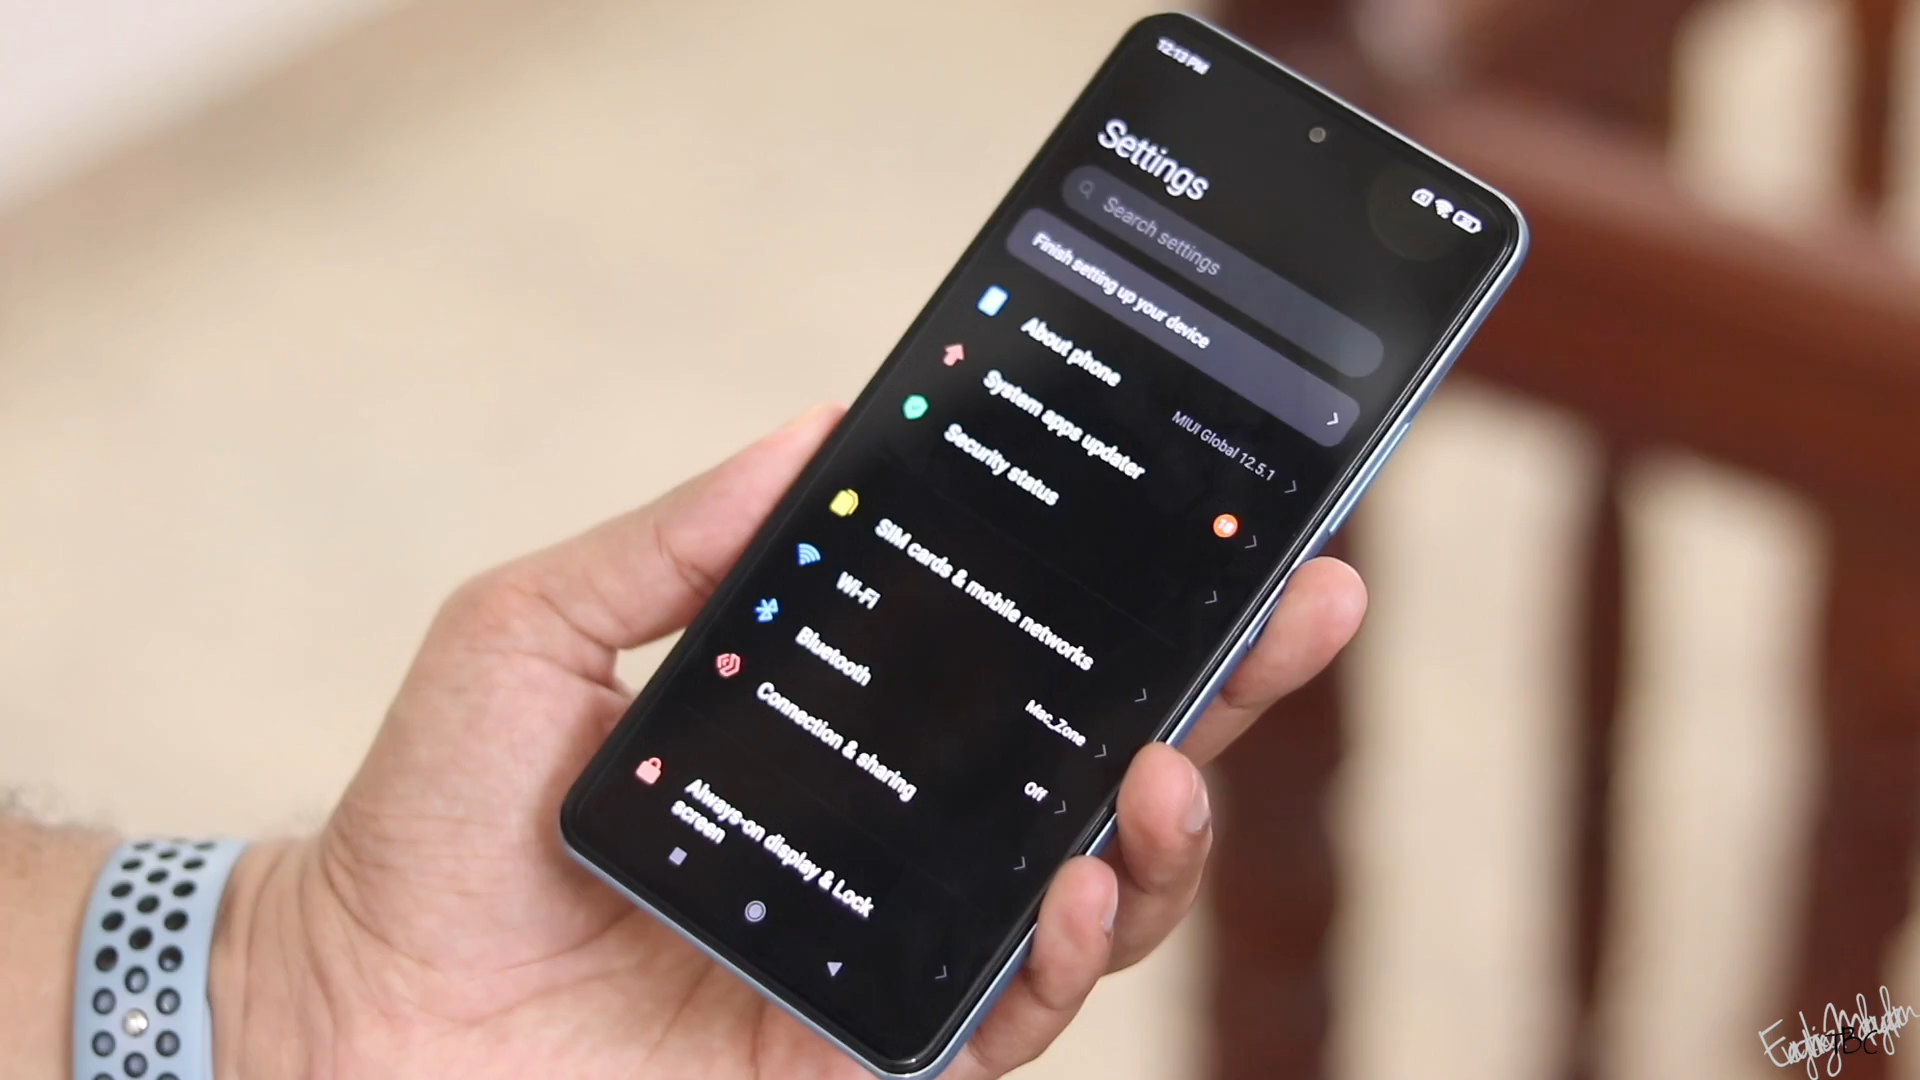 12:13 PM
Settings
Search settings
Finish setting up your device
About phone
MIUI Global 12.5.1
System apps updater
18
Security status
SIM cards & mobile networks
Wi-Fi
Mac_Zone
Bluetooth
Off
Connection & sharing
Always-on display & Lock
screen
TBC